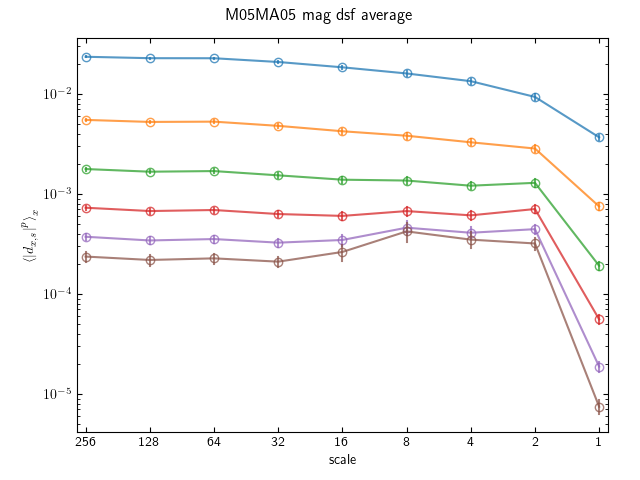 M05MA05 mag dsf average
10⁻²
10⁻³
10⁻⁴
10⁻⁵
⟨|d_{x,s}|^p⟩_x
256 128 64 32 16 8 4 2 1
scale